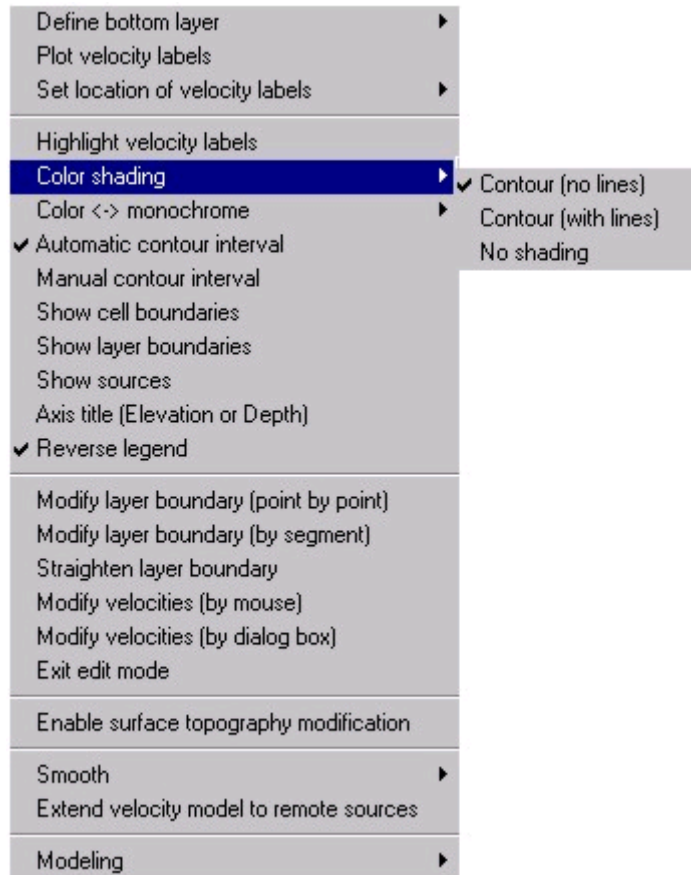 Define bottom layer
Plot velocity labels
Set location of velocity labels
Highlight velocity labels
Color shading
Color <-> monochrome
Automatic contour interval
Manual contour interval
Show cell boundaries
Show layer boundaries
Show sources
Axis title (Elevation or Depth)
Reverse legend
Modify layer boundary (point by point)
Modify layer boundary (by segment)
Straighten layer boundary
Modify velocities (by mouse)
Modify velocities (by dialog box)
Exit edit mode
Enable surface topography modification
Smooth
Extend velocity model to remote sources
Modeling
Contour (no lines)
Contour (with lines)
No shading